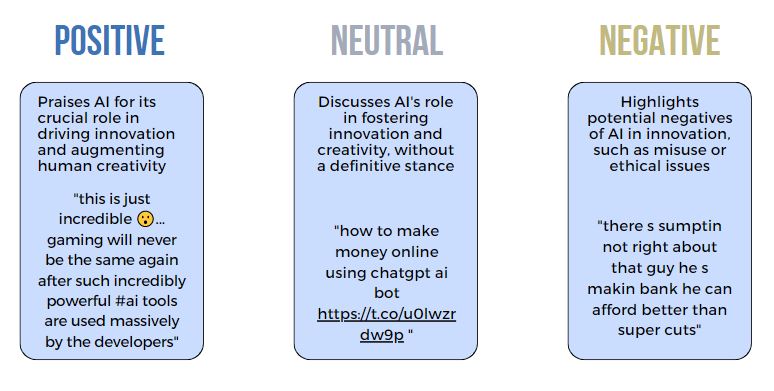 POSITIVE
Praises AI for its
crucial role in
driving innovation
and augmenting
human creativity
"this is just
incredible 😮...
gaming will never
be the same again
after such incredibly
powerful #ai tools
are used massively
by the developers"
NEUTRAL
Discusses AI's role
in fostering
innovation and
creativity, without
a definitive stance
"how to make
money online
using chatgpt ai
bot
https://t.co/u0lwzr
dw9p "
NEGATIVE
Highlights
potential negatives
of AI in innovation,
such as misuse or
ethical issues
"there s sumptin
not right about
that guy he s
makin bank he can
afford better than
super cuts"